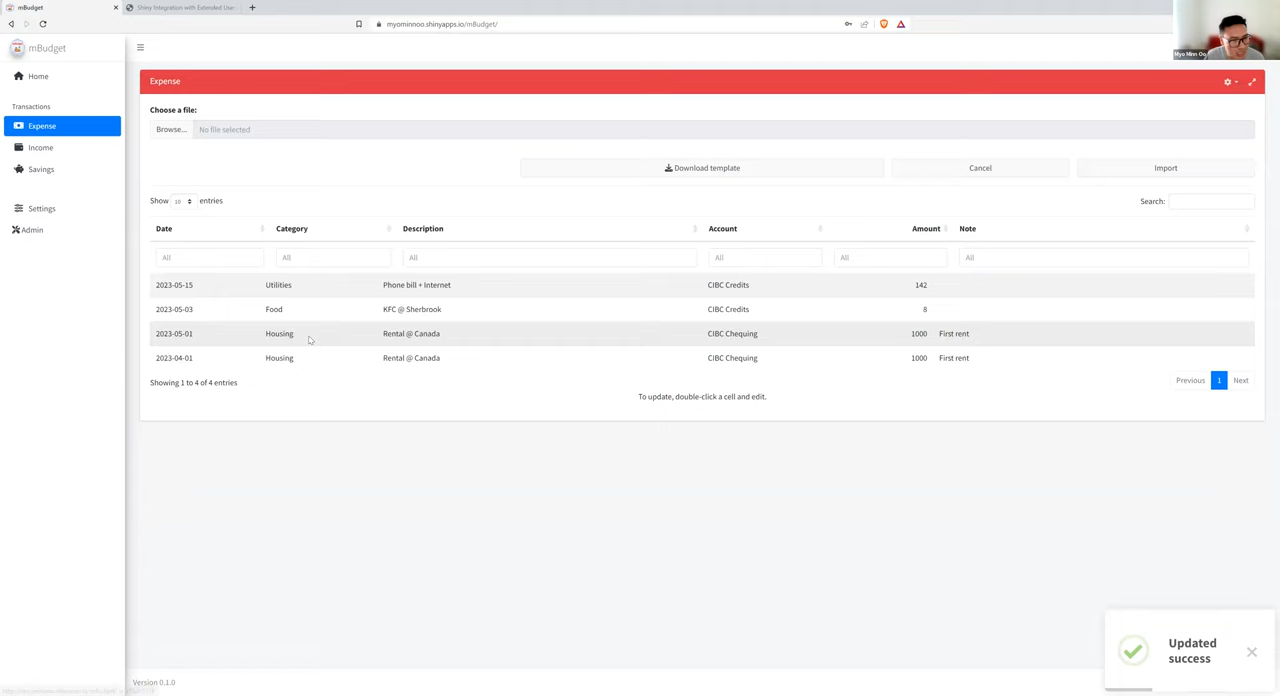 mBudget
Shiny Integration with Extended User
myominnoo.shinyapps.io/mBudget/
Myo Minn Oo
mBudget
Home
Transactions
Expense
Income
Savings
Settings
Admin
Expense
Choose a file:
Browse... No file selected
Download template Cancel Import
Show 10 entries Search:
Date Category Description Account Amount Note
All All All All All All
2023-05-15 Utilities Phone bill + Internet CIBC Credits 142
2023-05-03 Food KFC @ Sherbrook CIBC Credits 8
2023-05-01 Housing Rental @ Canada CIBC Chequing 1000 First rent
2023-04-01 Housing Rental @ Canada CIBC Chequing 1000 First rent
Showing 1 to 4 of 4 entries Previous 1 Next
To update, double-click a cell and edit.
Updated
success
Version 0.1.0